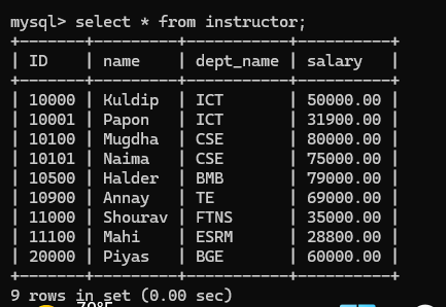 mysql> select * from instructor;
+-------+---------+-----------+----------+
| ID    | name    | dept_name | salary   |
+-------+---------+-----------+----------+
| 10000 | Kuldip  | ICT       | 50000.00 |
| 10001 | Papon   | ICT       | 31900.00 |
| 10100 | Mugdha  | CSE       | 80000.00 |
| 10101 | Naima   | CSE       | 75000.00 |
| 10500 | Halder  | BMB       | 79000.00 |
| 10900 | Annay   | TE        | 69000.00 |
| 11000 | Shourav | FTNS      | 35000.00 |
| 11100 | Mahi    | ESRM      | 28800.00 |
| 20000 | Piyas   | BGE       | 60000.00 |
+-------+---------+-----------+----------+
9 rows in set (0.00 sec)